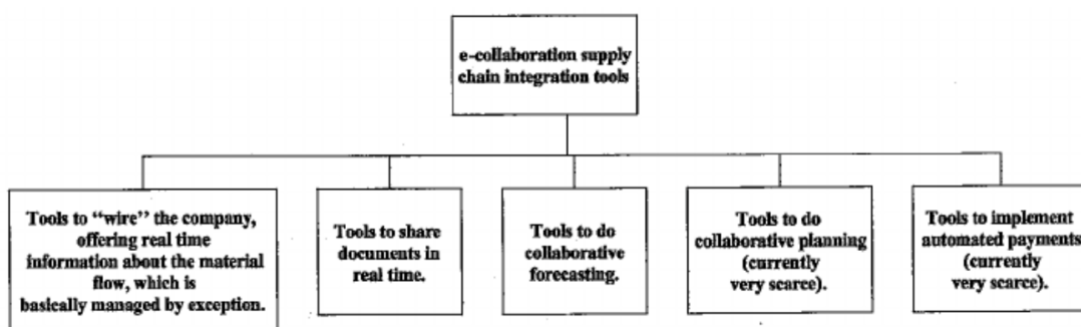 e-collaboration supply
chain integration tools
Tools to “wire” the company,
offering real time
information about the material
flow, which is
basically managed by exception.
Tools to share
documents in
real time.
Tools to do
collaborative
forecasting.
Tools to do
collaborative planning
(currently
very scarce).
Tools to implement
automated payments
(currently
very scarce).